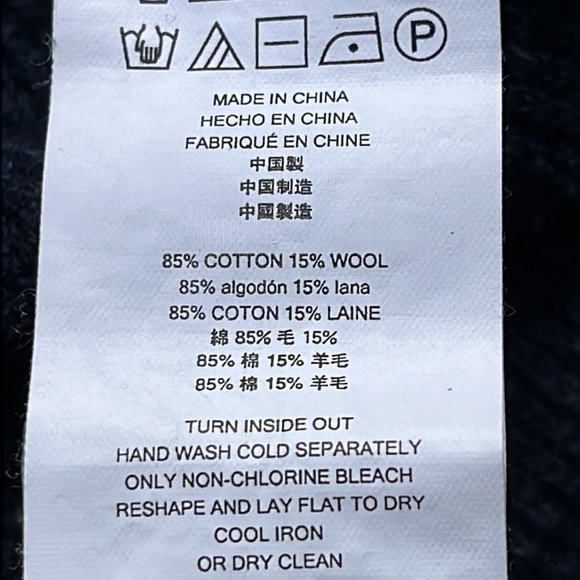 P
MADE IN CHINA
HECHO EN CHINA
FABRIQUÉ EN CHINE
中国製
中国制造
中國製造
85% COTTON 15% WOOL
85% algodón 15% lana
85% COTON 15% LAINE
綿 85% 毛 15%
85% 棉 15% 羊毛
85% 棉 15% 羊毛
TURN INSIDE OUT
HAND WASH COLD SEPARATELY
ONLY NON-CHLORINE BLEACH
RESHAPE AND LAY FLAT TO DRY
COOL IRON
OR DRY CLEAN